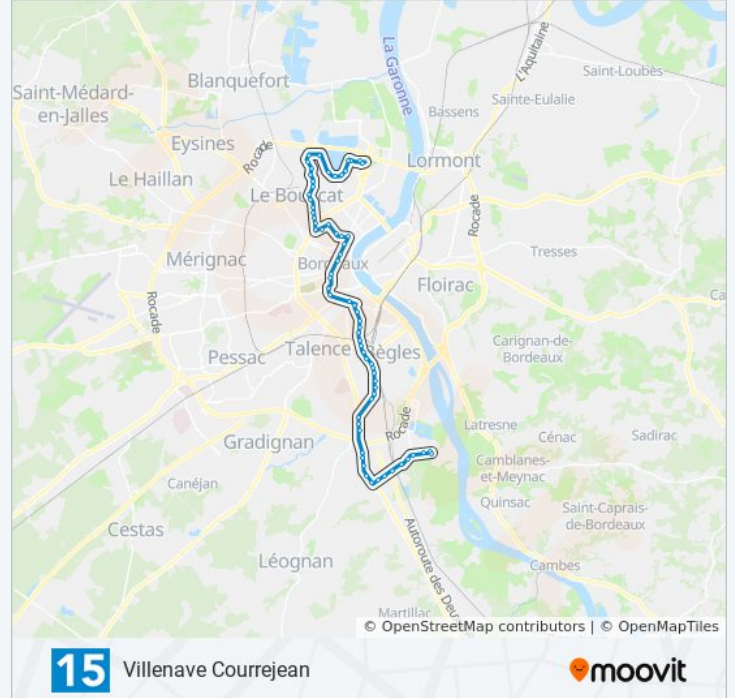 La Garonne
L'Aquitaine
Saint-Loubès
Blanquefort
Saint-Médard-
en-Jalles
Sainte-Eulalie
Bassens
Eysines
Rocade
Lormont
Le Haillan
Le Bouscat
Rocade
Mérignac
Bordeaux
Tresses
Floirac
Rocade
Ca
Talence
Bègles
Pessac
Carignan-de-
Bordeaux
Rocade
Latresne
Gradignan
Cénac
Sadirac
Camblanes-
et-Meynac
Canéjan
Quinsac
Saint-Caprais-
de-Bordeaux
Cestas
Autoroute des Deu
Léognan
Cambes
Martillac
© OpenStreetMap contributors | © OpenMapTiles
15 Villenave Courrejean
moovit